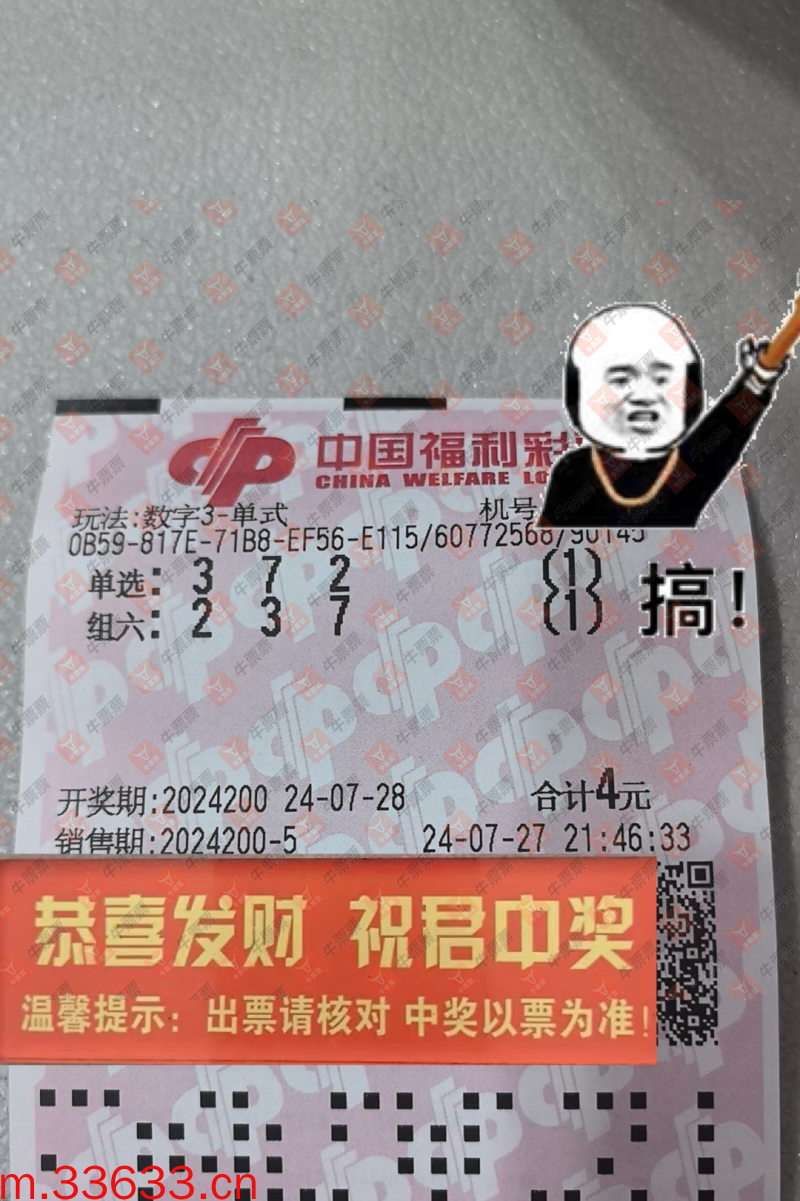 中国福利彩
CHINA WELFARE LO
玩法:数字3-单式 机号
0B59-817E-71B8-EF56-E115/60772568/90145
单选: 3 7 2 (1)
组六: 2 3 7 (1)
搞!
开奖期:2024200 24-07-28 合计4元
销售期:2024200-5 24-07-27 21:46:33
恭喜发财 祝君中奖
温馨提示: 出票请核对 中奖以票为准!
m.33633.cn
牛票票